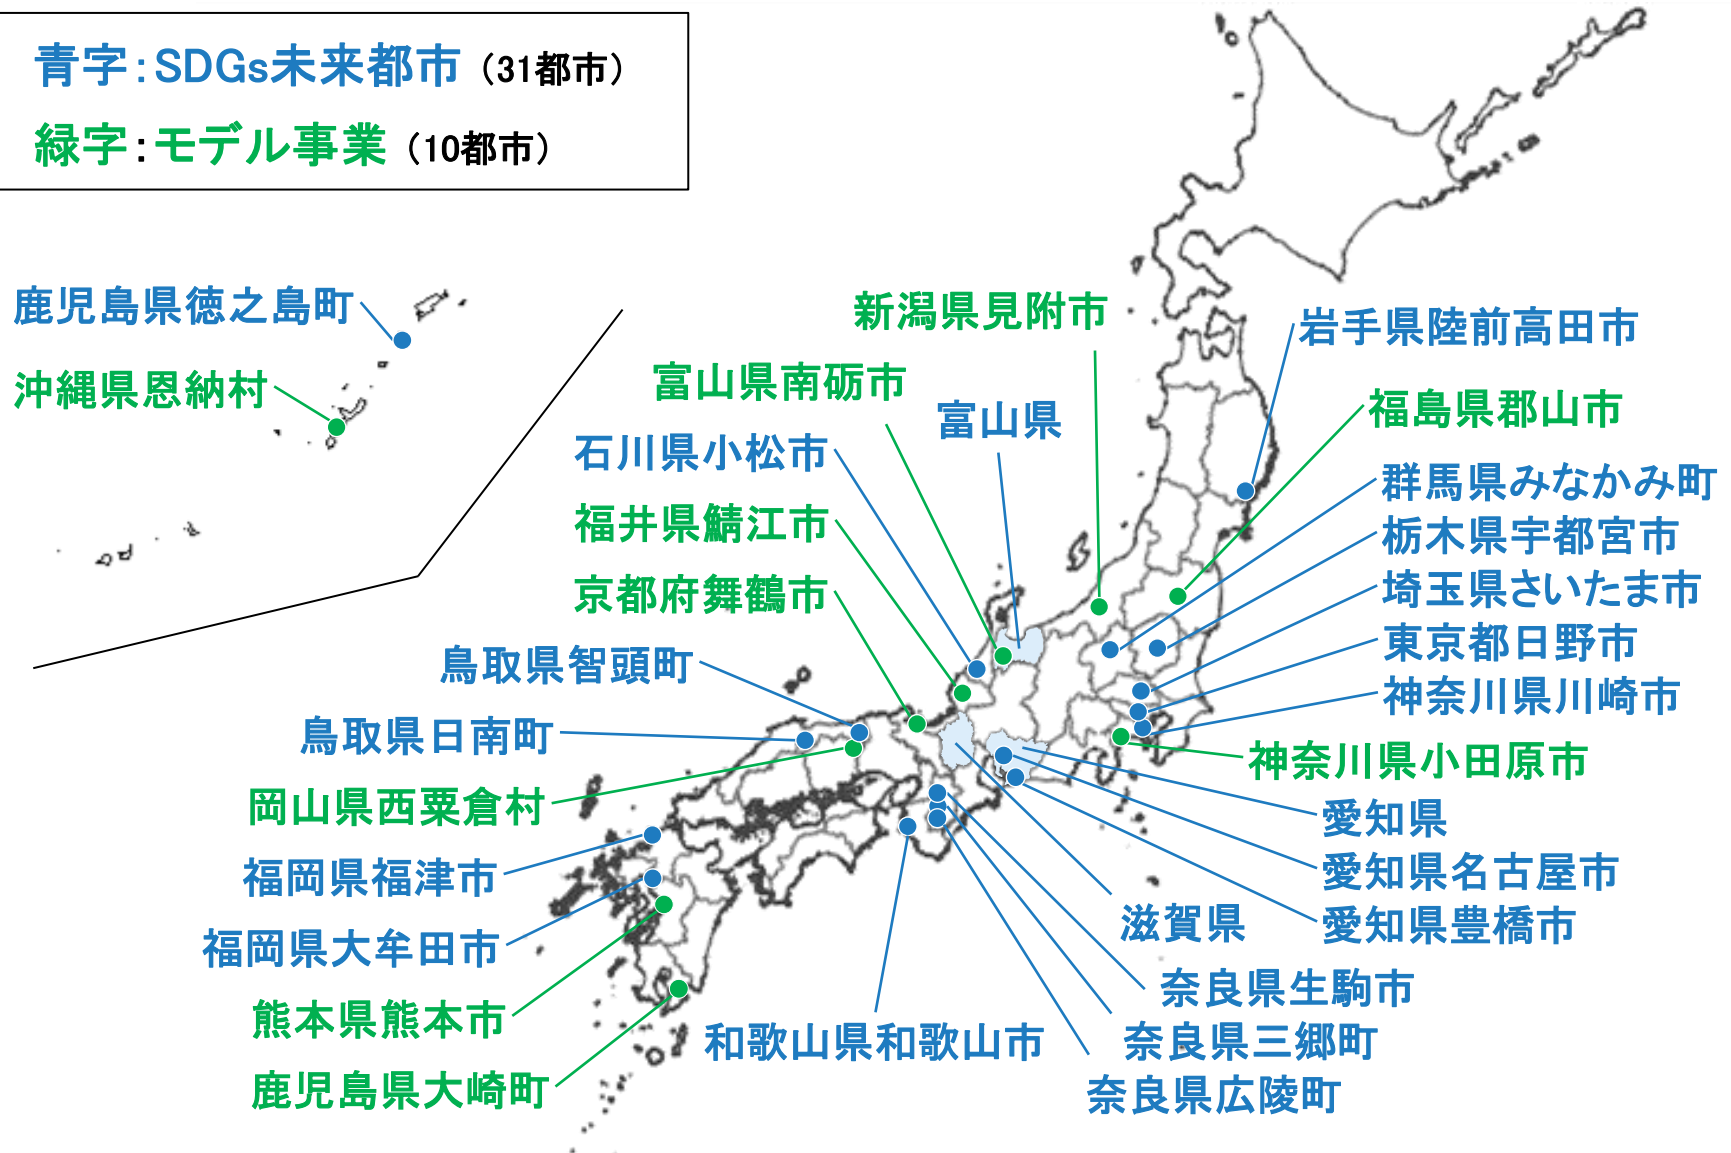 青字：SDGs未来都市（31都市）
緑字：モデル事業（10都市）
鹿児島県徳之島町
沖縄県恩納村
新潟県見附市
富山県南砺市
富山県
石川県小松市
福井県鯖江市
京都府舞鶴市
鳥取県智頭町
鳥取県日南町
岡山県西粟倉村
福岡県福津市
福岡県大牟田市
熊本県熊本市
鹿児島県大崎町
岩手県陸前高田市
福島県郡山市
群馬県みなかみ町
栃木県宇都宮市
埼玉県さいたま市
東京都日野市
神奈川県川崎市
神奈川県小田原市
愛知県
愛知県名古屋市
愛知県豊橋市
滋賀県
奈良県生駒市
奈良県三郷町
奈良県広陵町
和歌山県和歌山市